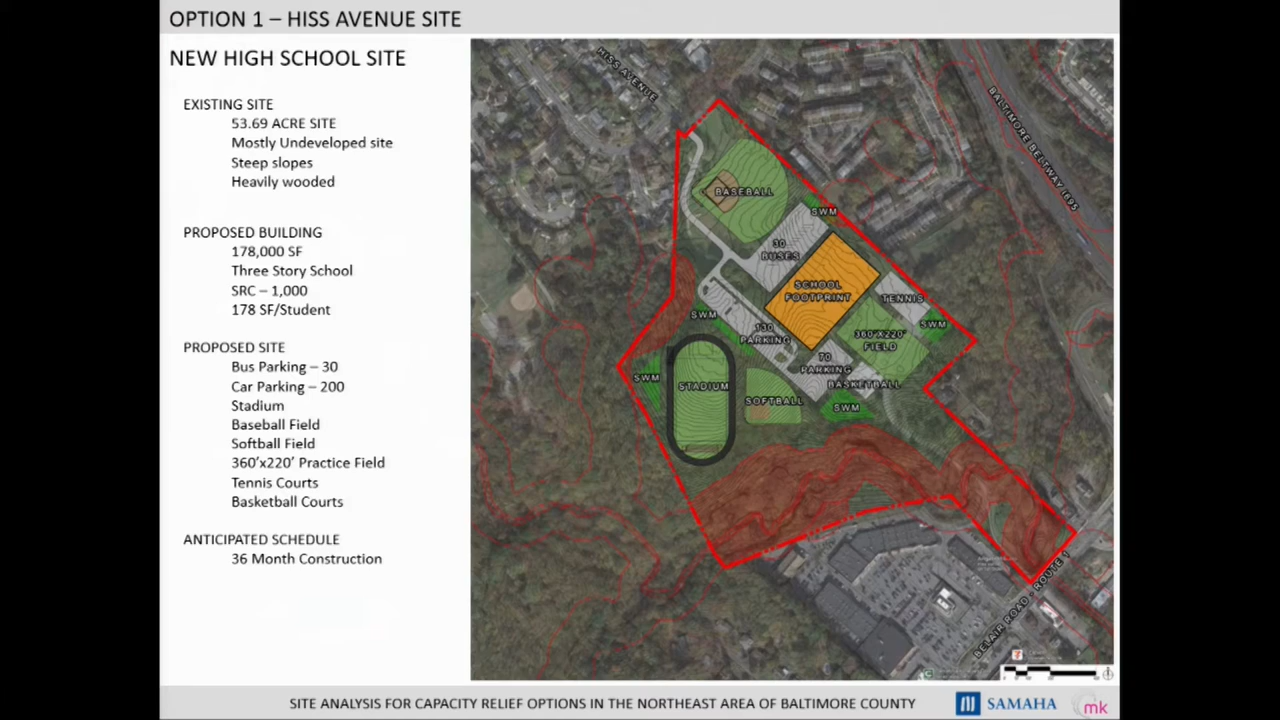 OPTION 1 – HISS AVENUE SITE
NEW HIGH SCHOOL SITE
EXISTING SITE
53.69 ACRE SITE
Mostly Undeveloped site
Steep slopes
Heavily wooded
PROPOSED BUILDING
178,000 SF
Three Story School
SRC – 1,000
178 SF/Student
PROPOSED SITE
Bus Parking – 30
Car Parking – 200
Stadium
Baseball Field
Softball Field
360'x220' Practice Field
Tennis Courts
Basketball Courts
ANTICIPATED SCHEDULE
36 Month Construction
HISS AVENUE
BALTIMORE BELTWAY I695
BASEBALL
SWM
30
BUSES
SCHOOL
FOOTPRINT
TENNIS
SWM
SWM
130
PARKING
360'X220'
FIELD
70
PARKING
BASKETBALL
SWM
STADIUM
SOFTBALL
SWM
BELAIR ROAD - ROUTE 1
SITE ANALYSIS FOR CAPACITY RELIEF OPTIONS IN THE NORTHEAST AREA OF BALTIMORE COUNTY
SAMAHA
mk